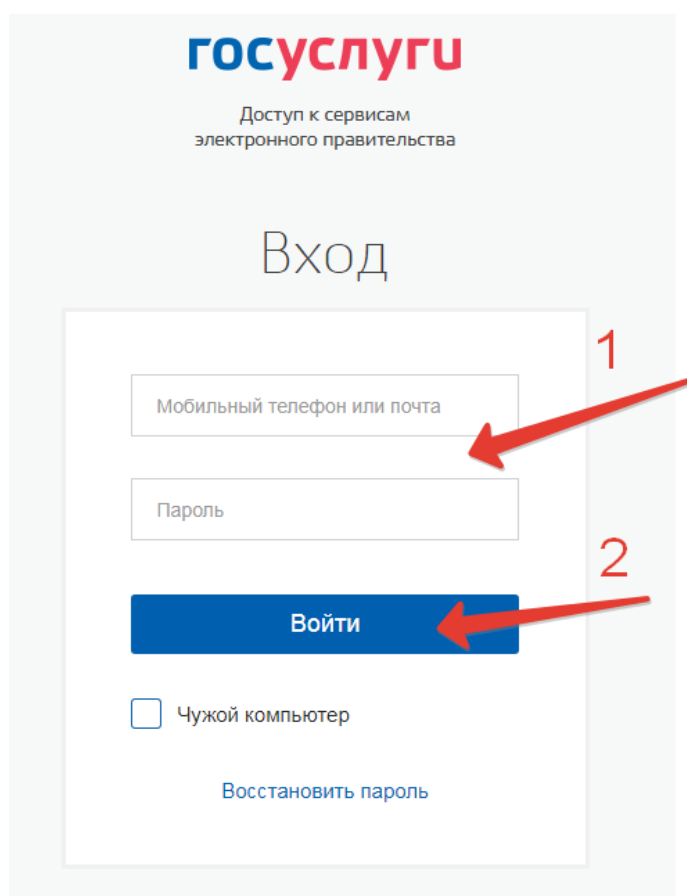 госуслуги
Доступ к сервисам
электронного правительства
Вход
1
Мобильный телефон или почта
Пароль
2
Войти
Чужой компьютер
Восстановить пароль